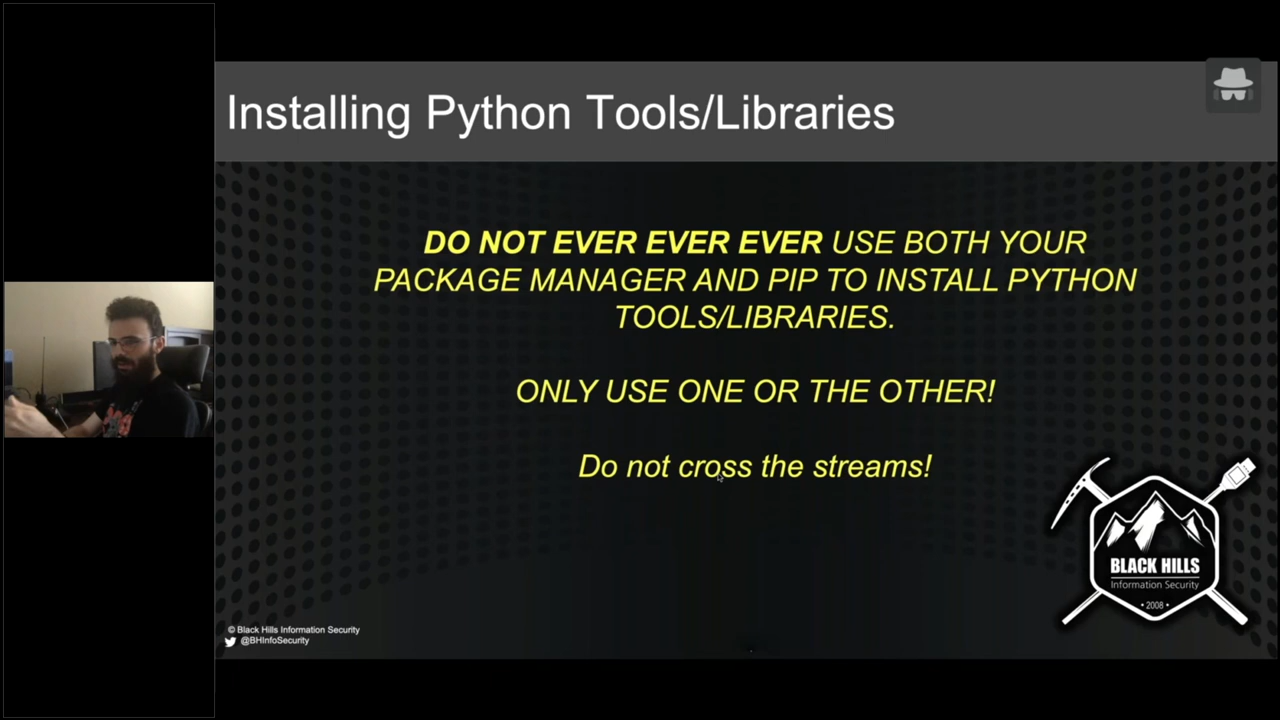 Installing Python Tools/Libraries
DO NOT EVER EVER EVER USE BOTH YOUR
PACKAGE MANAGER AND PIP TO INSTALL PYTHON
TOOLS/LIBRARIES.
ONLY USE ONE OR THE OTHER!
Do not cross the streams!
BLACK HILLS
Information Security
• 2008 •
© Black Hills Information Security
@BHInfoSecurity